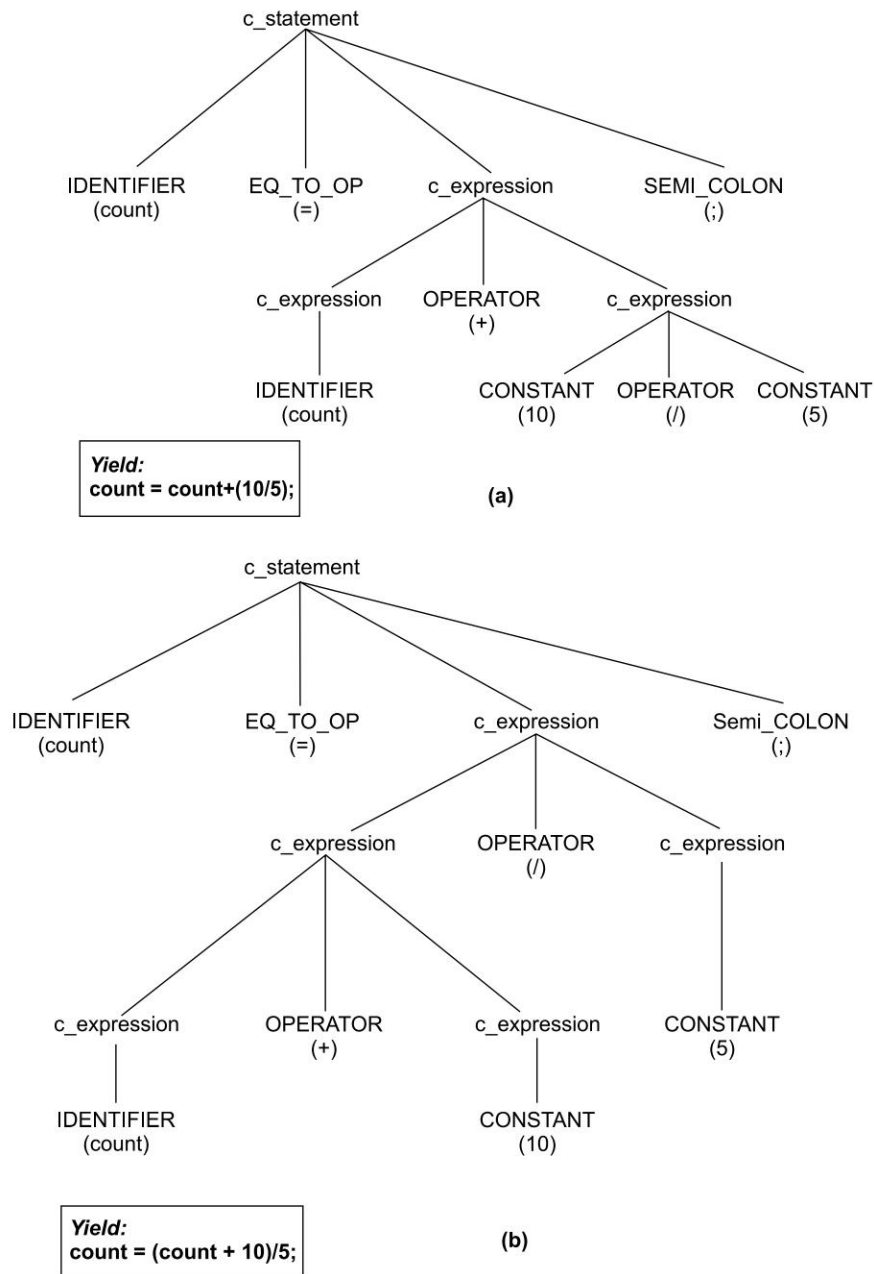 c_statement
IDENTIFIER EQ_TO_OP c_expression SEMI_COLON
(count) (=) (;)
c_expression OPERATOR c_expression
(+)
IDENTIFIER CONSTANT OPERATOR CONSTANT
(count) (10) (/) (5)
Yield:
count = count+(10/5);
(a)
c_statement
IDENTIFIER EQ_TO_OP c_expression Semi_COLON
(count) (=) (;)
c_expression OPERATOR c_expression
(/)
c_expression OPERATOR c_expression CONSTANT
(+) (5)
IDENTIFIER CONSTANT
(count) (10)
Yield:
count = (count + 10)/5;
(b)